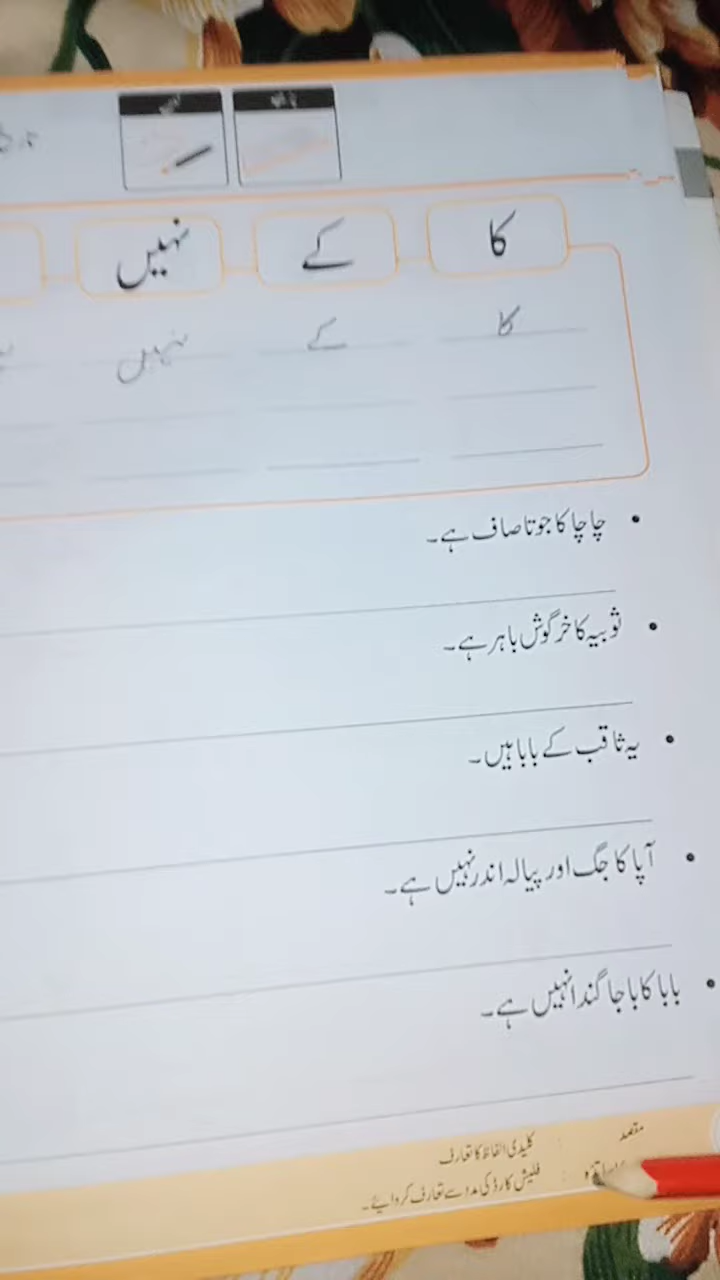 کا کے نہیں
کا کے نہیں
چاچا کا جوتا صاف ہے۔
ثوبیہ کا خرگوش باہر ہے۔
یہ ثاقب کے بابا ہیں۔
آپا کا جگ اور پیالہ اندر نہیں ہے۔
بابا کا باجا گندا نہیں ہے۔
مقصد : کلیدی الفاظ کا تعارف
: فلیش کارڈ کی مدد سے تعارف کروائیے۔